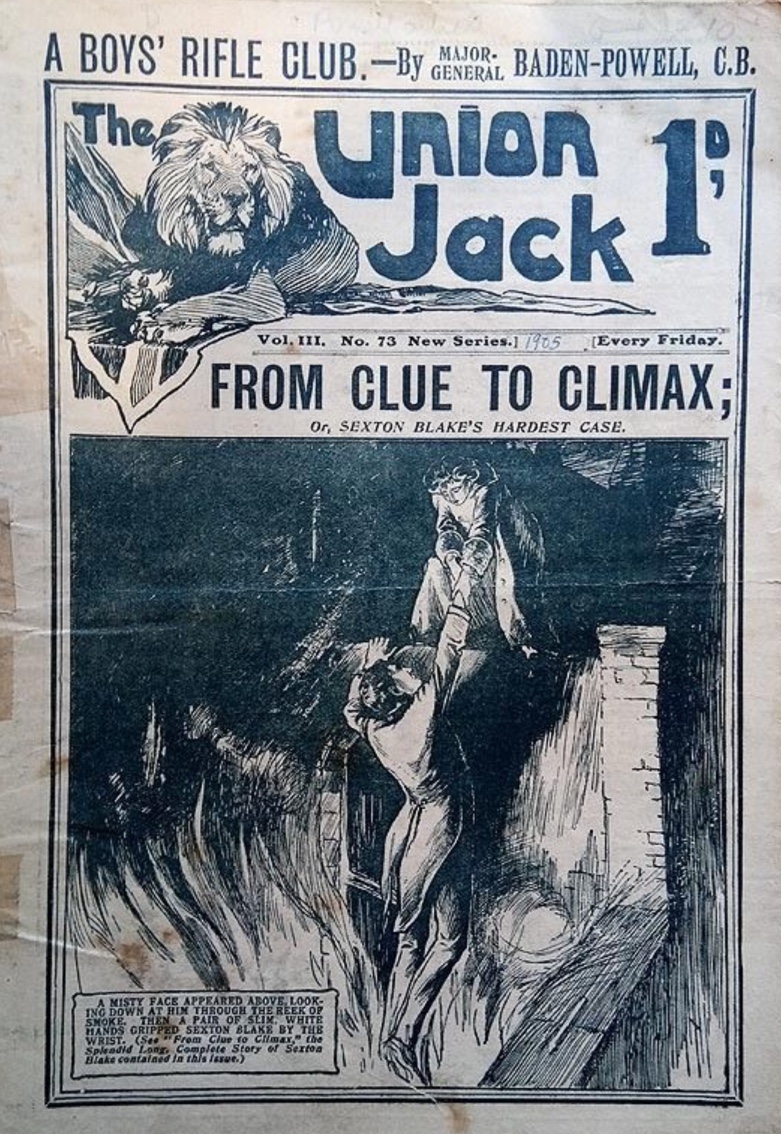 A BOYS' RIFLE CLUB.—By MAJOR-GENERAL BADEN-POWELL, C.B.
The Union Jack 1D;
Vol. III. No. 73 New Series.] 1905 [Every Friday.
FROM CLUE TO CLIMAX;
Or, SEXTON BLAKE'S HARDEST CASE.
A MISTY FACE APPEARED ABOVE, LOOK-
ING DOWN AT HIM THROUGH THE REEK OF
SMOKE. THEN A PAIR OF SLIM, WHITE
HANDS GRIPPED SEXTON BLAKE BY THE
WRIST. (See "From Clue to Climax," the
Splendid Long, Complete Story of Sexton
Blake contained in this issue.)